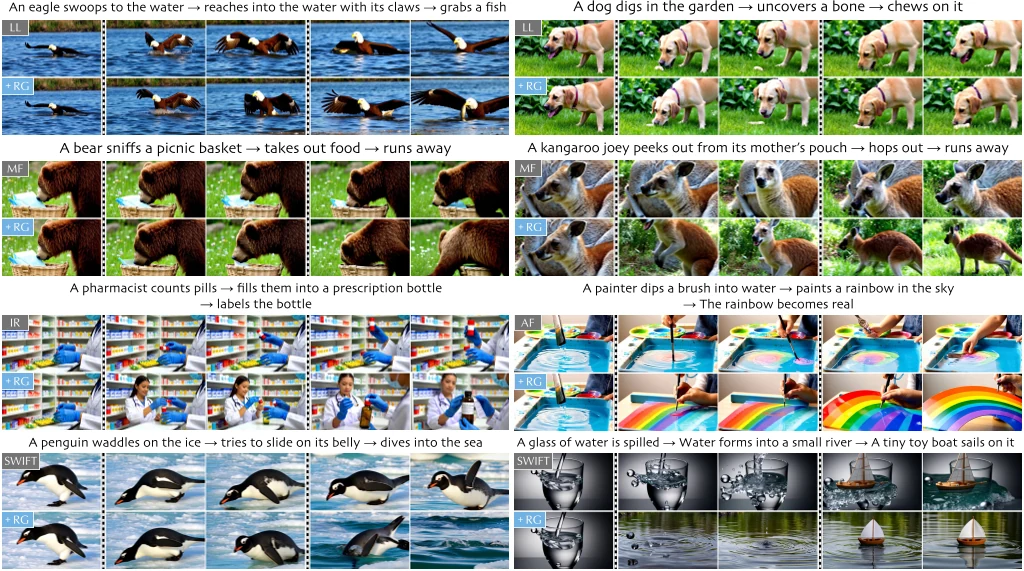 An eagle swoops to the water → reaches into the water with its claws → grabs a fish
LL
+ RG
A dog digs in the garden → uncovers a bone → chews on it
LL
+ RG
A bear sniffs a picnic basket → takes out food → runs away
MF
+ RG
A kangaroo joey peeks out from its mother's pouch → hops out → runs away
MF
+ RG
A pharmacist counts pills → fills them into a prescription bottle
→ labels the bottle
IR
+ RG
A painter dips a brush into water → paints a rainbow in the sky
→ The rainbow becomes real
AF
+ RG
A penguin waddles on the ice → tries to slide on its belly → dives into the sea
SWIFT
+ RG
A glass of water is spilled → Water forms into a small river → A tiny toy boat sails on it
SWIFT
+ RG